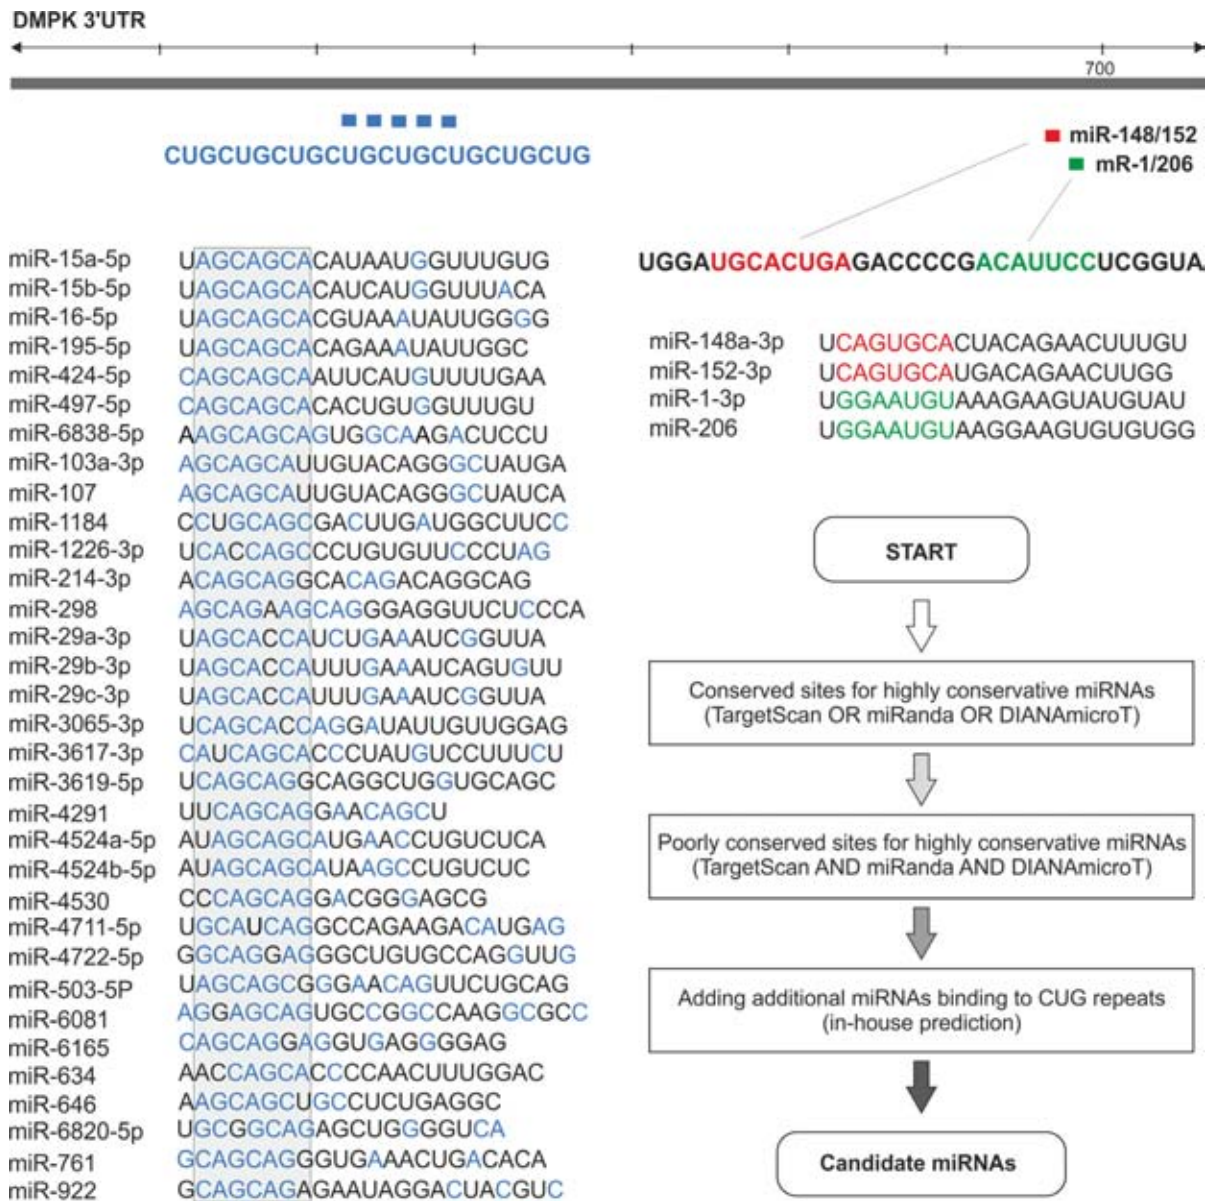 DMPK 3'UTR
700
CUGCUGCUGCUGCUGCUGCUGCUGCUG
miR-148/152
mR-1/206
UGGAUGCACUGAGACCCCGACAUUCCUCGGUA
miR-15a-5p UAGCAGCACAUAAUGGUUUGUG
miR-15b-5p UAGCAGCACAUCAUGGUUUACA
miR-16-5p UAGCAGCACGUAAAUAUUGGGG
miR-195-5p UAGCAGCACAGAAAUAUUGGC
miR-424-5p CAGCAGCAAUUCAUGUUUUGAA
miR-497-5p CAGCAGCACACUGUGGUUUGU
miR-6838-5p AAGCAGCAGUGGCAAGACUCCU
miR-103a-3p AGCAGCAUUGUACAGGGCUAUGA
miR-107 AGCAGCAUUGUACAGGGCUAUCA
miR-1184 CCUGCAGCGACUUGAUGGCUUCC
miR-1226-3p UCACCAGCCCUGUGUUCCCUAG
miR-214-3p ACAGCAGGCACAGACAGGCAG
miR-298 AGCAGAAGCAGGGAGGUUCUCCCA
miR-29a-3p UAGCACCAUCUGAAAUCGGUUA
miR-29b-3p UAGCACCAUUUGAAAUCAGUGUU
miR-29c-3p UAGCACCAUUUGAAAUCGGUUA
miR-3065-3p UCAGCACCAGGAUAUUGUUGGAG
miR-3617-3p CAUCAGCACCCUAUGUCCUUUCU
miR-3619-5p UCAGCAGGCAGGCUGGUGCAGC
miR-4291 UUCAGCAGGAACAGCU
miR-4524a-5p AUAGCAGCAUGAACCUGUCUCA
miR-4524b-5p AUAGCAGCAUAAGCCUGUCUC
miR-4530 CCCAGCAGGACGGGAGCG
miR-4711-5p UGCAUCAGGCCAGAAGACAUGAG
miR-4722-5p GGCAGGAGGGCUGUGCCAGGUUG
miR-503-5P UAGCAGCGGGAACAGUUCUGCAG
miR-6081 AGGAGCAGUGCCGGCCAAGGCGCC
miR-6165 CAGCAGGAGGUGAGGGGAG
miR-634 AACCAGCACCCCAACUUUGGAC
miR-646 AAGCAGCUGCCUCUGAGGC
miR-6820-5p UGCGGCAGAGCUGGGGUCA
miR-761 GCAGCAGGGUGAAACUGACACA
miR-922 GCAGCAGAGAAUAGGACUACGUC
miR-148a-3p UCAGUGCACUACAGAACUUUGU
miR-152-3p UCAGUGCAUGACAGAACUUGG
miR-1-3p UGGAAUGUAAAGAAGUAUGUAU
miR-206 UGGAAUGUAAGGAAGUGUGUGG
START
Conserved sites for highly conservative miRNAs
(TargetScan OR miRanda OR DIANAmicroT)
Poorly conserved sites for highly conservative miRNAs
(TargetScan AND miRanda AND DIANAmicroT)
Adding additional miRNAs binding to CUG repeats
(in-house prediction)
Candidate miRNAs